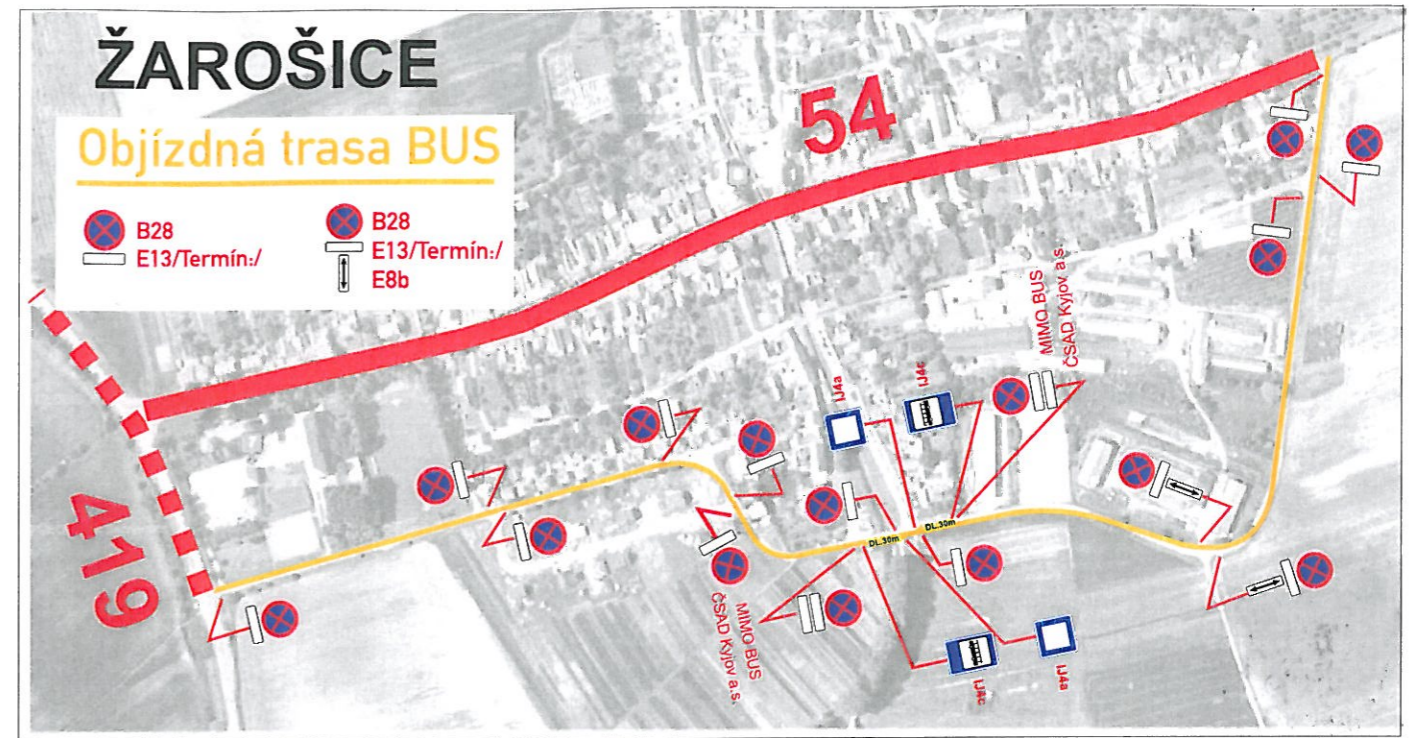 ŽAROŠICE
Objízdná trasa BUS
B28
E13/Termín:/
B28
E13/Termín:/
E8b
54
419
MIMO BUS
ČSAD Kyjov a.s.
IJ4a
IJ4c
DL.30m
DL.30m
MIMO BUS
ČSAD Kyjov a.s.
IJ4c
IJ4a